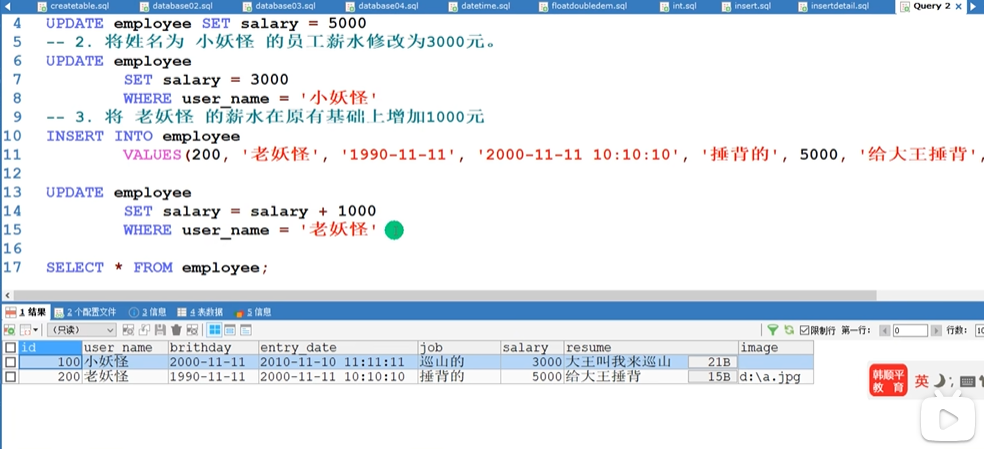 createtable.sql database02.sql database03.sql database04.sql datetime.sql floatdoubledem.sql int.sql insert.sql insertdetail.sql Query 2
4 UPDATE employee SET salary = 5000
5 -- 2. 将姓名为 小妖怪 的员工薪水修改为3000元。
6 UPDATE employee
7 SET salary = 3000
8 WHERE user_name = '小妖怪'
9 -- 3. 将 老妖怪 的薪水在原有基础上增加1000元
10 INSERT INTO employee
11 VALUES(200, '老妖怪', '1990-11-11', '2000-11-11 10:10:10', '捶背的', 5000, '给大王捶背',
12
13 UPDATE employee
14 SET salary = salary + 1000
15 WHERE user_name = '老妖怪'
16
17 SELECT * FROM employee;
1 结果 2 个配置文件 3 信息 4 表数据 5 信息
(只读) 限制行 第一行: 0 行数: 10
id user_name brithday entry_date job salary resume image
100 小妖怪 2000-11-11 2010-11-10 11:11:11 巡山的 3000 大王叫我来巡山 21B
200 老妖怪 1990-11-11 2000-11-11 10:10:10 捶背的 5000 给大王捶背 15B d:\a.jpg
韩顺平
教 育
英